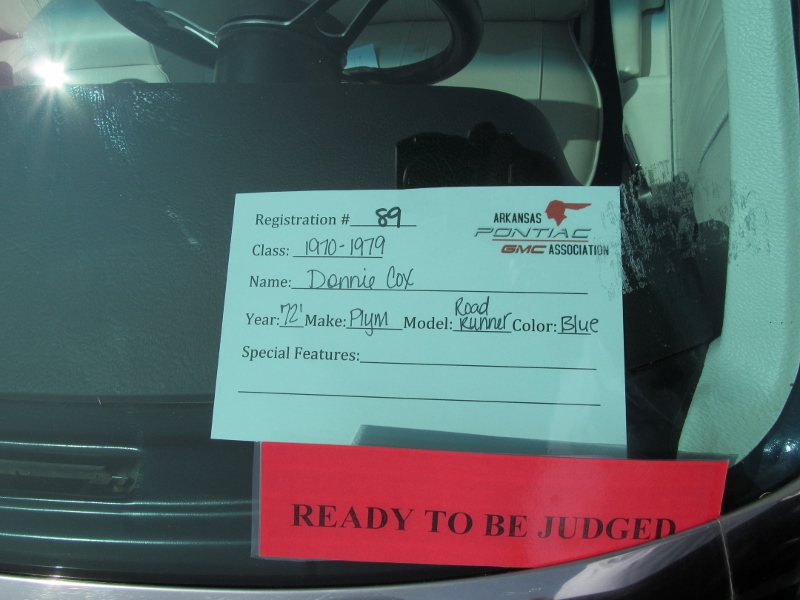 Registration # 89
ARKANSAS
PONTIAC
GMC ASSOCIATION
Class: 1970-1979
Name: Donnie Cox
Year: 72' Make: Plym Model: Road Runner Color: Blue
Special Features:
READY TO BE JUDGED